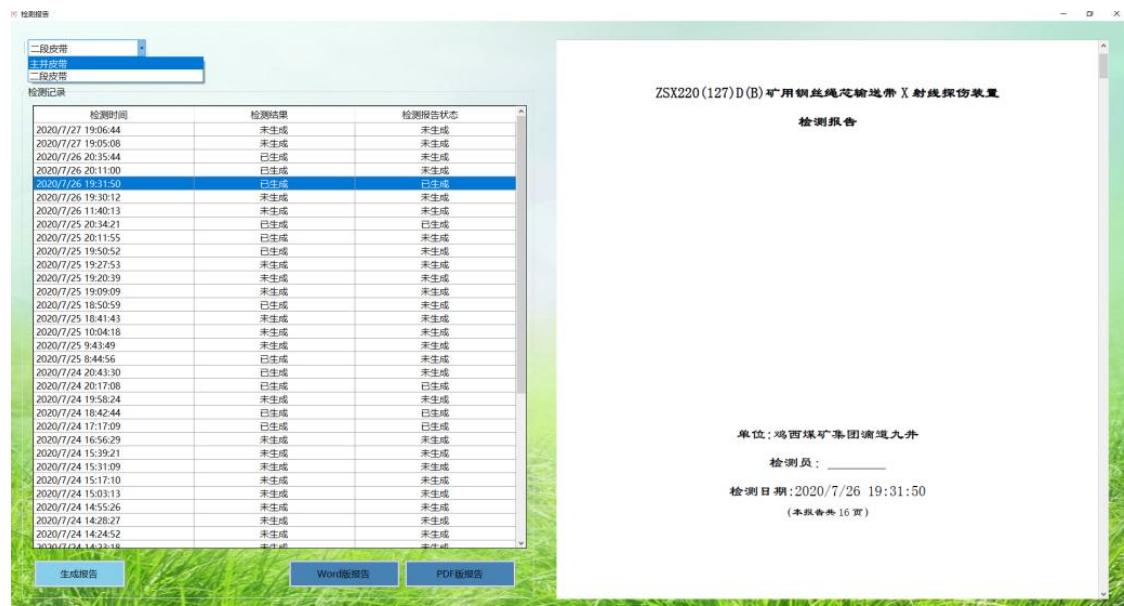 检测报告
二段皮带
主井皮带
二段皮带
检测记录
检测时间 检测结果 检测报告状态
2020/7/27 19:06:44 未生成 未生成
2020/7/27 19:05:08 未生成 未生成
2020/7/26 20:35:44 已生成 未生成
2020/7/26 20:11:00 已生成 未生成
2020/7/26 19:31:50 已生成 已生成
2020/7/26 19:30:12 未生成 未生成
2020/7/26 11:40:13 未生成 未生成
2020/7/25 20:34:21 已生成 已生成
2020/7/25 20:11:55 已生成 未生成
2020/7/25 19:50:52 已生成 未生成
2020/7/25 19:27:53 未生成 未生成
2020/7/25 19:20:39 未生成 未生成
2020/7/25 19:09:09 未生成 未生成
2020/7/25 18:50:59 已生成 未生成
2020/7/25 18:41:43 未生成 未生成
2020/7/25 10:04:18 未生成 未生成
2020/7/25 9:43:49 未生成 未生成
2020/7/25 8:44:56 已生成 未生成
2020/7/24 20:43:30 已生成 未生成
2020/7/24 20:17:08 已生成 已生成
2020/7/24 19:58:24 未生成 未生成
2020/7/24 18:42:44 已生成 已生成
2020/7/24 17:17:09 已生成 已生成
2020/7/24 16:56:29 未生成 未生成
2020/7/24 15:39:21 未生成 未生成
2020/7/24 15:31:09 未生成 未生成
2020/7/24 15:17:10 未生成 未生成
2020/7/24 15:03:13 未生成 未生成
2020/7/24 14:55:26 未生成 未生成
2020/7/24 14:28:27 未生成 未生成
2020/7/24 14:24:52 未生成 未生成
2020/7/24 14:23:18 未生成 未生成
生成报告 Word版报告 PDF版报告
ZSX220(127)D(B)矿用钢丝绳芯输送带 X 射线探伤装置
检测报告
单位:鸡西煤矿集团滴道九井
检测员:
检测日期:2020/7/26 19:31:50
(本报告共 16 页)